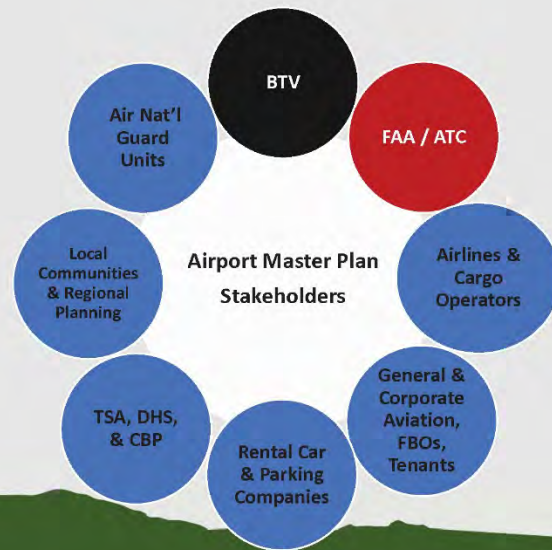 BTV
FAA / ATC
Airlines &
Cargo
Operators
General &
Corporate
Aviation,
FBOs,
Tenants
Rental Car
& Parking
Companies
TSA, DHS,
& CBP
Local
Communities
& Regional
Planning
Air Nat'l
Guard
Units
Airport Master Plan
Stakeholders